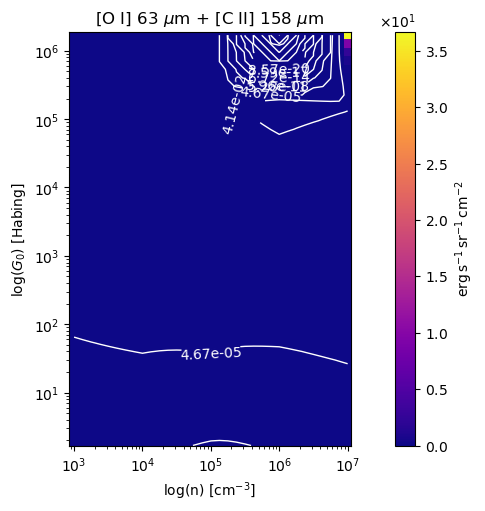 [O I] 63 μm + [C II] 158 μm
×10¹
10⁶
10⁵
10⁴
10³
10²
10¹
log(G₀) [Habing]
4.14e-02
4.67e-05
4.67e-05
10³
10⁴
10⁵
10⁶
10⁷
log(n) [cm⁻³]
3.5
3.0
2.5
2.0
1.5
1.0
0.5
0.0
erg s⁻¹ sr⁻¹ cm⁻²